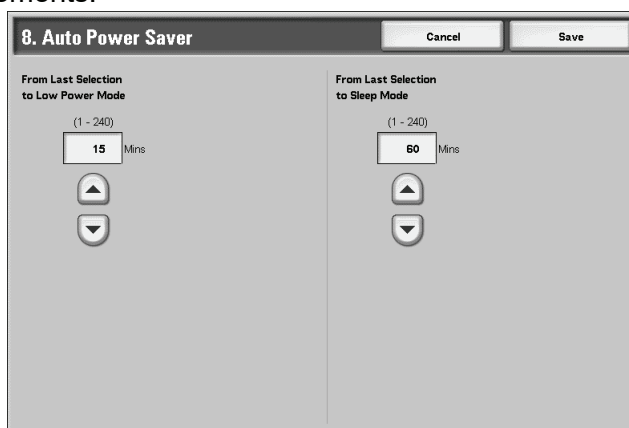 8. Auto Power Saver
Cancel
Save
From Last Selection
to Low Power Mode
(1 - 240)
15 Mins
From Last Selection
to Sleep Mode
(1 - 240)
60 Mins